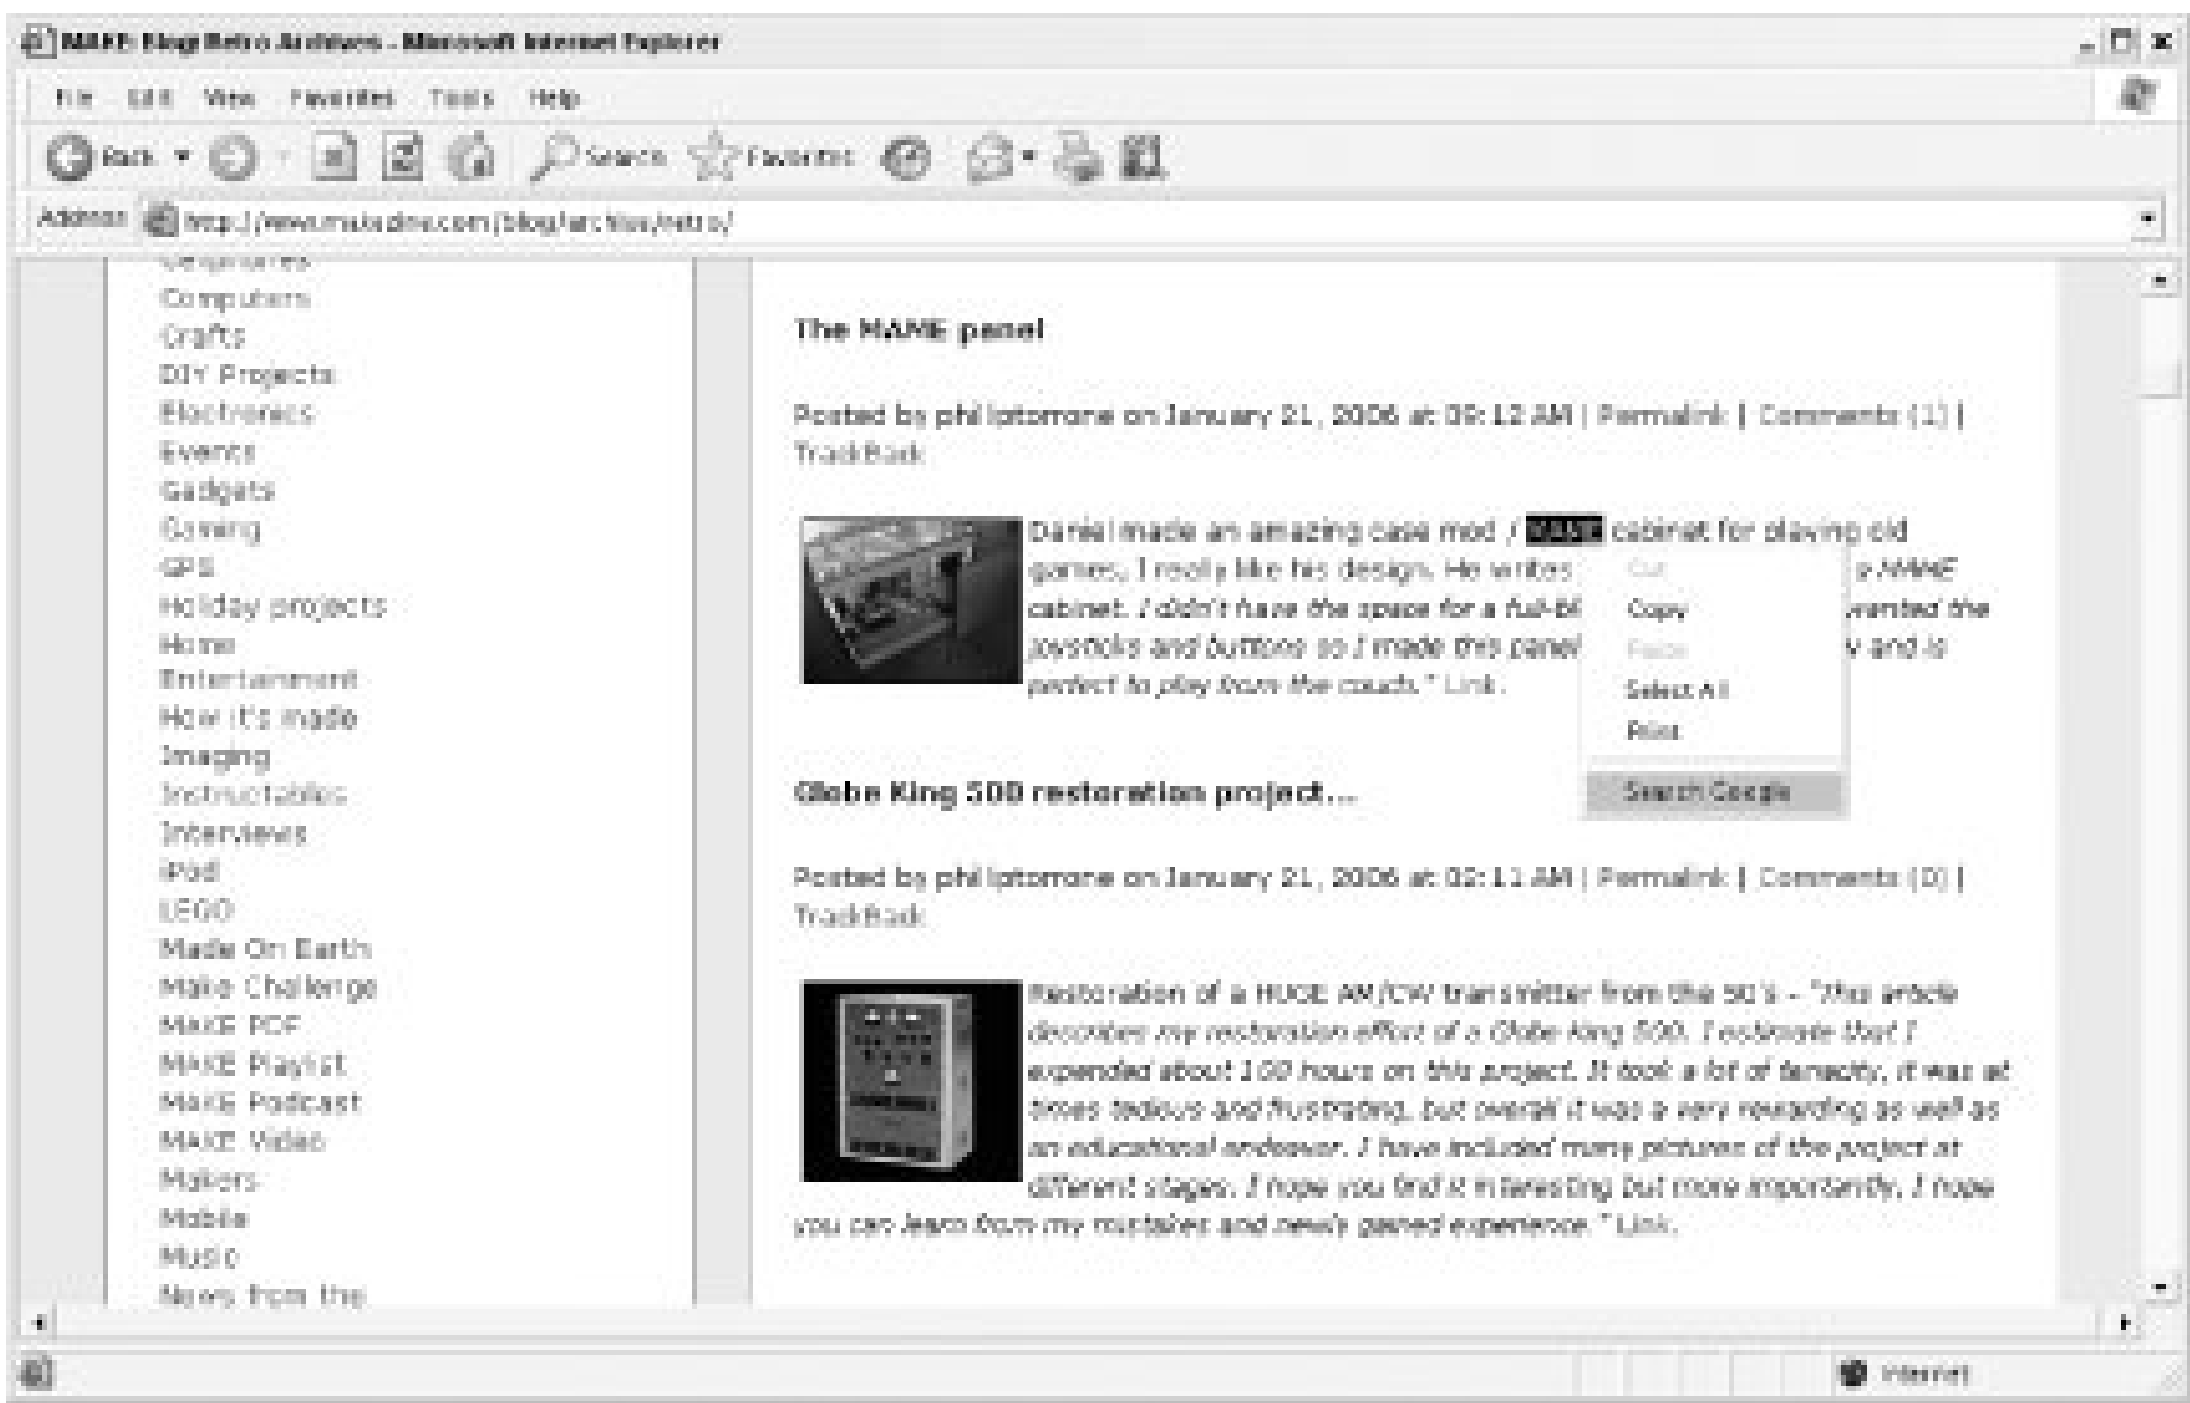 MAKE: Blog: Retro Archives - Microsoft Internet Explorer
File Edit View Favorites Tools Help
Back Search Favorites
Address http://www.makezine.com/blog/archive/retro/
Computers
Crafts
DIY Projects
Electronics
Events
Gadgets
Gaming
GPS
Holiday projects
Home
Entertainment
How it's made
Imaging
Instructables
Interviews
iPod
LEGO
Made On Earth
Make Challenge
MAKE PDF
MAKE Playlist
MAKE Podcast
MAKE Video
Makers
Mobile
Music
News from the
The MAME panel
Posted by philliptorrone on January 21, 2006 at 09:12 AM | Permalink | Comments (1) |
TrackBack
Daniel made an amazing case mod / MAME cabinet for playing old
games, I really like his design. He writes a MAME
cabinet. I didn't have the space for a full-bl wanted the
joysticks and buttons so I made this panel y and is
perfect to play from the couch." Link.
Cut
Copy
Paste
Select All
Print
Search Google
Globe King 500 restoration project...
Posted by philliptorrone on January 21, 2006 at 02:11 AM | Permalink | Comments (0) |
TrackBack
Restoration of a HUGE AM/CW transmitter from the 50's - "This article
describes my restoration effort of a Globe King 500. I estimate that I
expended about 100 hours on this project. It took a lot of tenacity, it was at
times tedious and frustrating, but overall it was a very rewarding as well as
an educational endeavor. I have included many pictures of the project at
different stages. I hope you find it interesting but more importantly, I hope
you can learn from my mistakes and newly gained experience." Link.
Internet